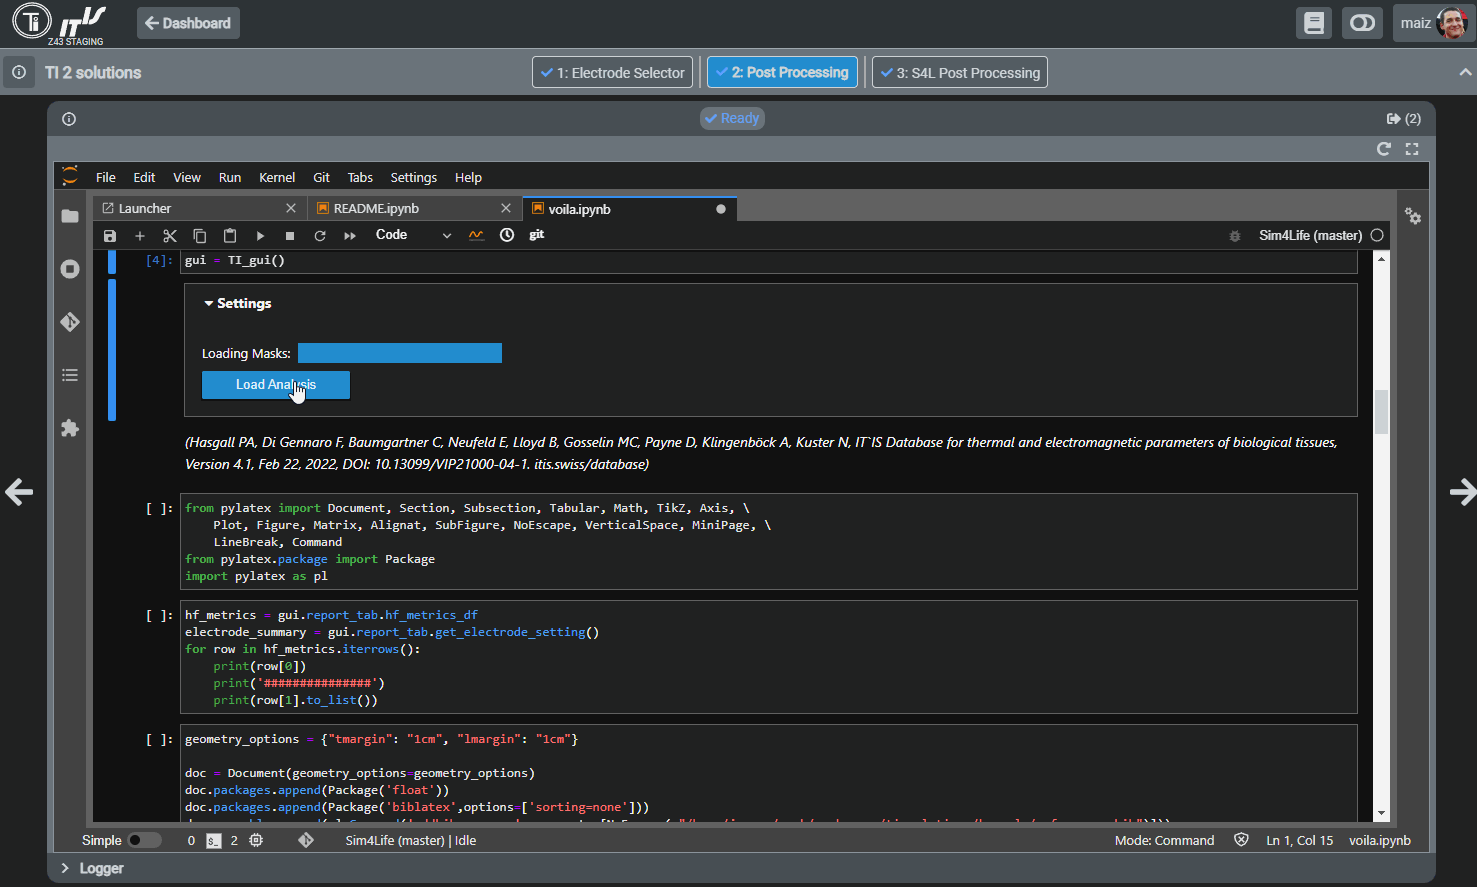 Ti
IT'IS
Z43 STAGING
Dashboard
maiz
TI 2 solutions
1: Electrode Selector
2: Post Processing
3: S4L Post Processing
Ready
(2)
File Edit View Run Kernel Git Tabs Settings Help
Launcher
README.ipynb
voila.ipynb
Code
git
Sim4Life (master)
[4]: gui = TI_gui()
Settings
Loading Masks:
Load Analysis
(Hasgall PA, Di Gennaro F, Baumgartner C, Neufeld E, Lloyd B, Gosselin MC, Payne D, Klingenböck A, Kuster N, IT`IS Database for thermal and electromagnetic parameters of biological tissues,
Version 4.1, Feb 22, 2022, DOI: 10.13099/VIP21000-04-1. itis.swiss/database)
[ ]: from pylatex import Document, Section, Subsection, Tabular, Math, TikZ, Axis, \
Plot, Figure, Matrix, Alignat, SubFigure, NoEscape, VerticalSpace, MiniPage, \
LineBreak, Command
from pylatex.package import Package
import pylatex as pl
[ ]: hf_metrics = gui.report_tab.hf_metrics_df
electrode_summary = gui.report_tab.get_electrode_setting()
for row in hf_metrics.iterrows():
print(row[0])
print('###############')
print(row[1].to_list())
[ ]: geometry_options = {"tmargin": "1cm", "lmargin": "1cm"}
doc = Document(geometry_options=geometry_options)
doc.packages.append(Package('float'))
doc.packages.append(Package('biblatex',options=['sorting=none']))
Simple
0
2
Sim4Life (master) | Idle
Mode: Command
Ln 1, Col 15
voila.ipynb
Logger